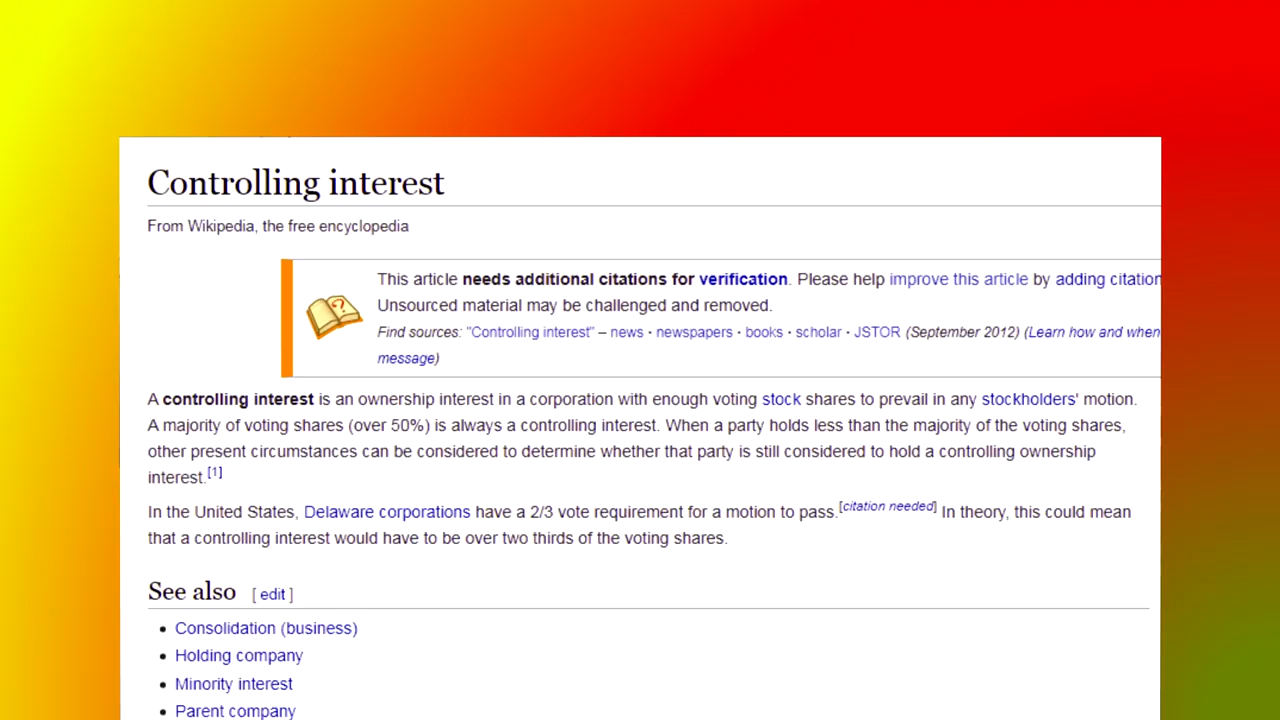 Controlling interest
From Wikipedia, the free encyclopedia
This article needs additional citations for verification. Please help improve this article by adding citation
Unsourced material may be challenged and removed.
Find sources: "Controlling interest" – news · newspapers · books · scholar · JSTOR (September 2012) (Learn how and when
message)
A controlling interest is an ownership interest in a corporation with enough voting stock shares to prevail in any stockholders' motion.
A majority of voting shares (over 50%) is always a controlling interest. When a party holds less than the majority of the voting shares,
other present circumstances can be considered to determine whether that party is still considered to hold a controlling ownership
interest.[1]
In the United States, Delaware corporations have a 2/3 vote requirement for a motion to pass.[citation needed] In theory, this could mean
that a controlling interest would have to be over two thirds of the voting shares.
See also [ edit ]
• Consolidation (business)
• Holding company
• Minority interest
• Parent company